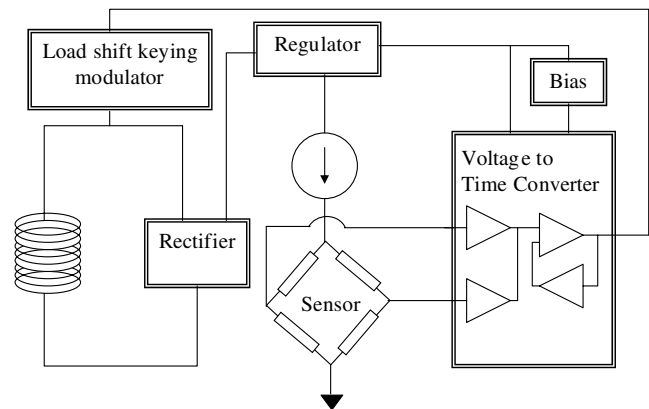 Load shift keying
modulator
Regulator
Bias
Voltage to
Time Converter
Rectifier
Sensor